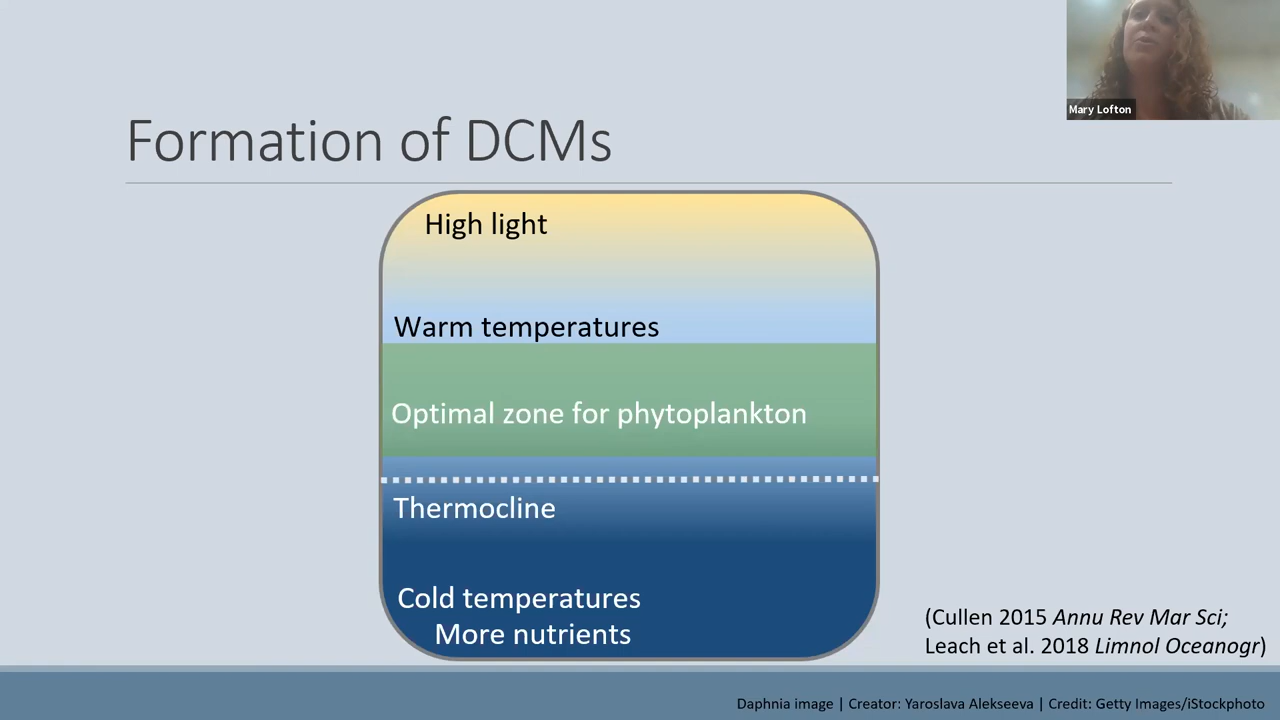 Mary Lofton
Formation of DCMs
High light
Warm temperatures
Optimal zone for phytoplankton
Thermocline
Cold temperatures
More nutrients
(Cullen 2015 Annu Rev Mar Sci;
Leach et al. 2018 Limnol Oceanogr)
Daphnia image | Creator: Yaroslava Alekseeva | Credit: Getty Images/iStockphoto